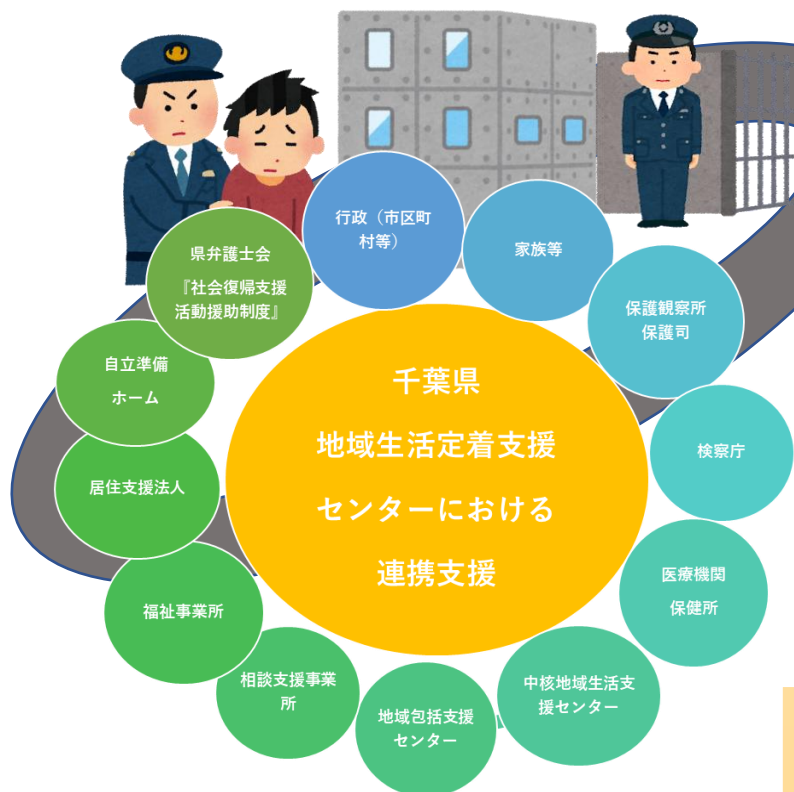 千葉県
地域生活定着支援
センターにおける
連携支援
行政（市区町
村等）
家族等
保護観察所
保護司
検察庁
医療機関
保健所
中核地域生活支
援センター
地域包括支援
センター
相談支援事業
所
福祉事業所
居住支援法人
自立準備
ホーム
県弁護士会
『社会復帰支援
活動援助制度』